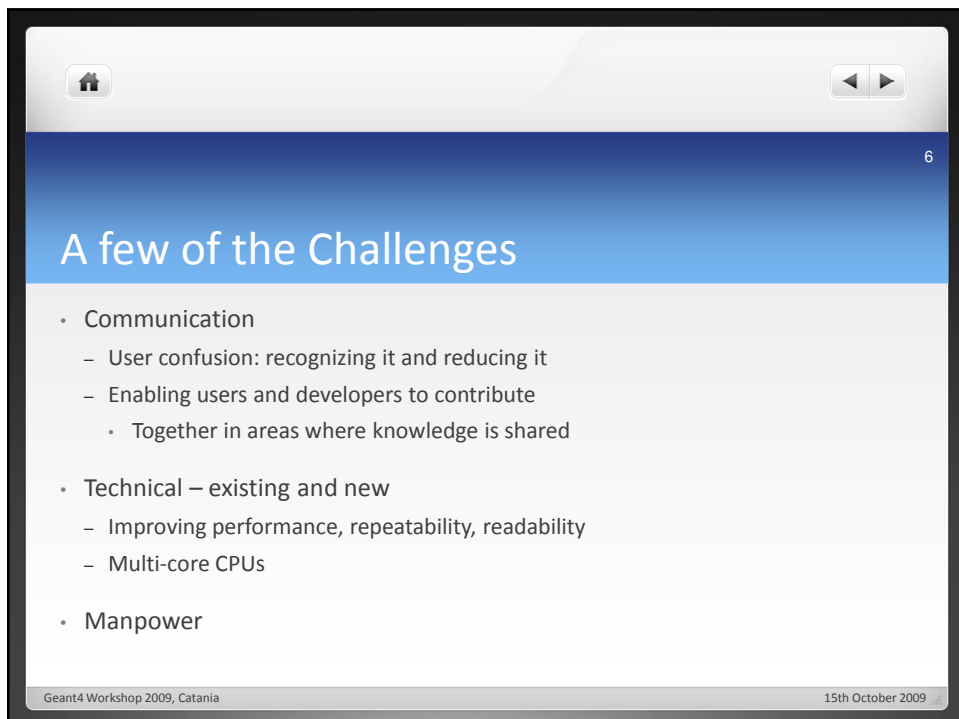 6
A few of the Challenges
• Communication
– User confusion: recognizing it and reducing it
– Enabling users and developers to contribute
• Together in areas where knowledge is shared
• Technical – existing and new
– Improving performance, repeatability, readability
– Multi-core CPUs
• Manpower
Geant4 Workshop 2009, Catania
15th October 2009